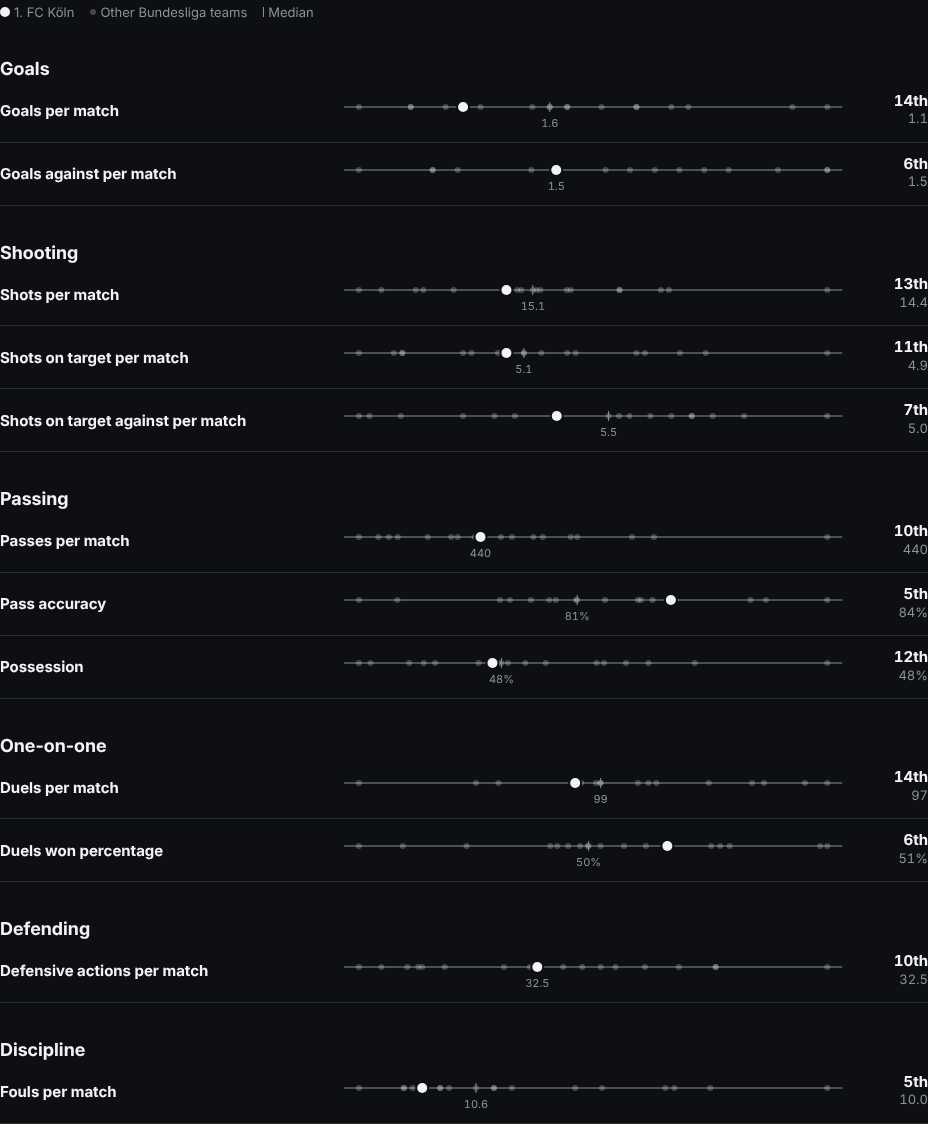 1. FC Köln Other Bundesliga teams Median
Goals
Goals per match 14th
1.6 1.1
Goals against per match 6th
1.5 1.5
Shooting
Shots per match 13th
15.1 14.4
Shots on target per match 11th
5.1 4.9
Shots on target against per match 7th
5.5 5.0
Passing
Passes per match 10th
440 440
Pass accuracy 5th
81% 84%
Possession 12th
48% 48%
One-on-one
Duels per match 14th
99 97
Duels won percentage 6th
50% 51%
Defending
Defensive actions per match 10th
32.5 32.5
Discipline
Fouls per match 5th
10.6 10.0